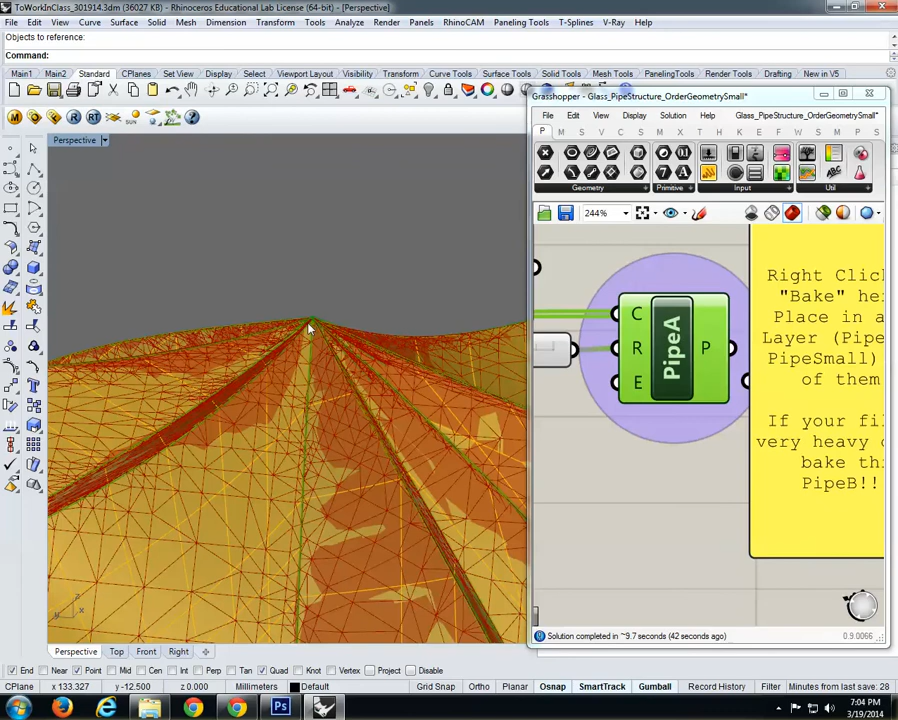 ToWorkInClass_301914.3dm (36027 KB) - Rhinoceros Educational Lab License (64-bit) - [Perspective]
File Edit View Curve Surface Solid Mesh Dimension Transform Tools Analyze Render Panels RhinoCAM Paneling Tools T-Splines V-Ray Help
Objects to reference:
Command:
Main1 Main2 Standard CPlanes Set View Display Select Viewport Layout Visibility Transform Curve Tools Surface Tools Solid Tools Mesh Tools PanelingTools Render Tools Drafting New in V5
Perspective
Grasshopper - Glass_PipeStructure_OrderGeometrySmall*
File Edit View Display Solution Help Glass_PipeStructure_OrderGeometrySmall*
P M S V C S M X T D W L K H U P S
Geometry Primitive Input Util
244%
C
R
E
PipeA
P
Right Clic
"Bake" he
Place in a
Layer (Pipe
PipeSmall)
of them
If your fil
very heavy
bake th
PipeB!!
Solution completed in ~9.7 seconds (42 seconds ago)
0.9.0066
z
x
Perspective Top Front Right
End Near Point Mid Cen Int Perp Tan Quad Knot Vertex Project Disable
CPlane x 133.327 y -12.500 z 0.000 Millimeters Default Grid Snap Ortho Planar Osnap SmartTrack Gumball Record History Filter Minutes from last save: 28
Ps
7:04 PM
3/19/2014